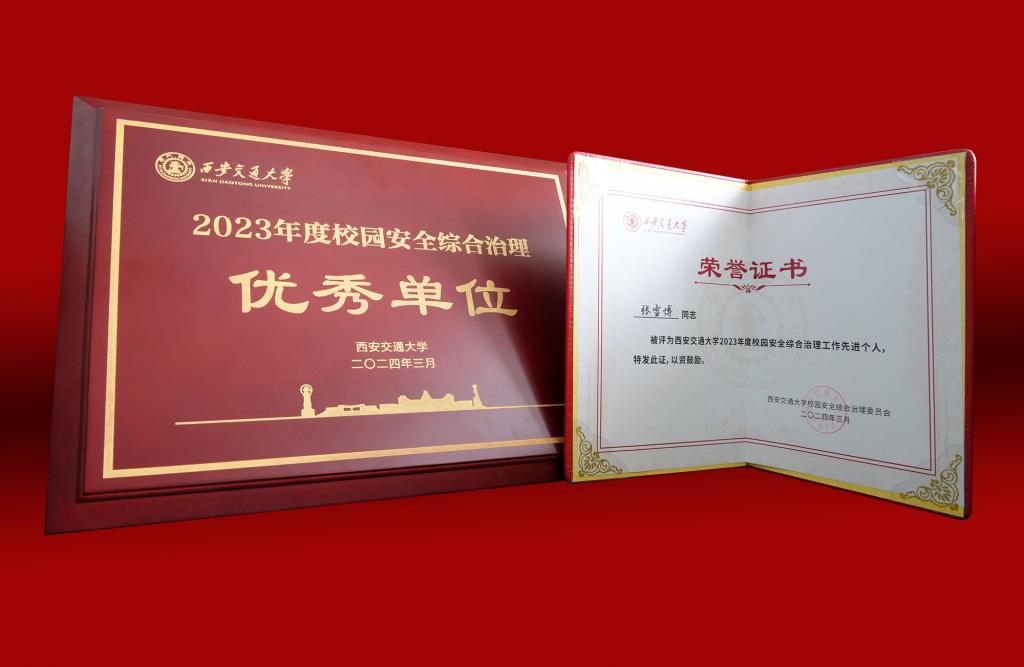 西安交通大学
XI'AN JIAOTONG UNIVERSITY
2023年度校园安全综合治理
优秀单位
西安交通大学
二〇二四年三月
西安交通大学
荣誉证书
张雪博 同志
被评为西安交通大学2023年度校园安全综合治理工作先进个人,
特发此证,以资鼓励。
西安交通大学校园安全综合治理委员会
二〇二四年三月